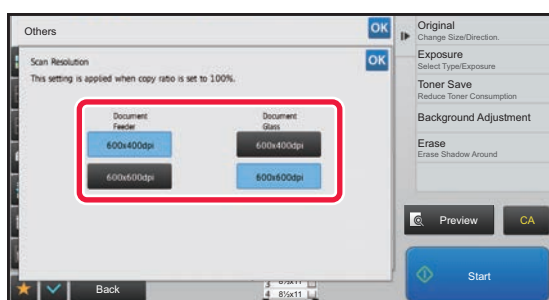 Others
OK
Scan Resolution
OK
This setting is applied when copy ratio is set to 100%.
Document
Feeder
Document
Glass
600x400dpi
600x400dpi
600x600dpi
600x600dpi
Back
4 8½x11
Original
Change Size/Direction.
Exposure
Select Type/Exposure
Toner Save
Reduce Toner Consumption
Background Adjustment
Erase
Erase Shadow Around
Preview
CA
Start